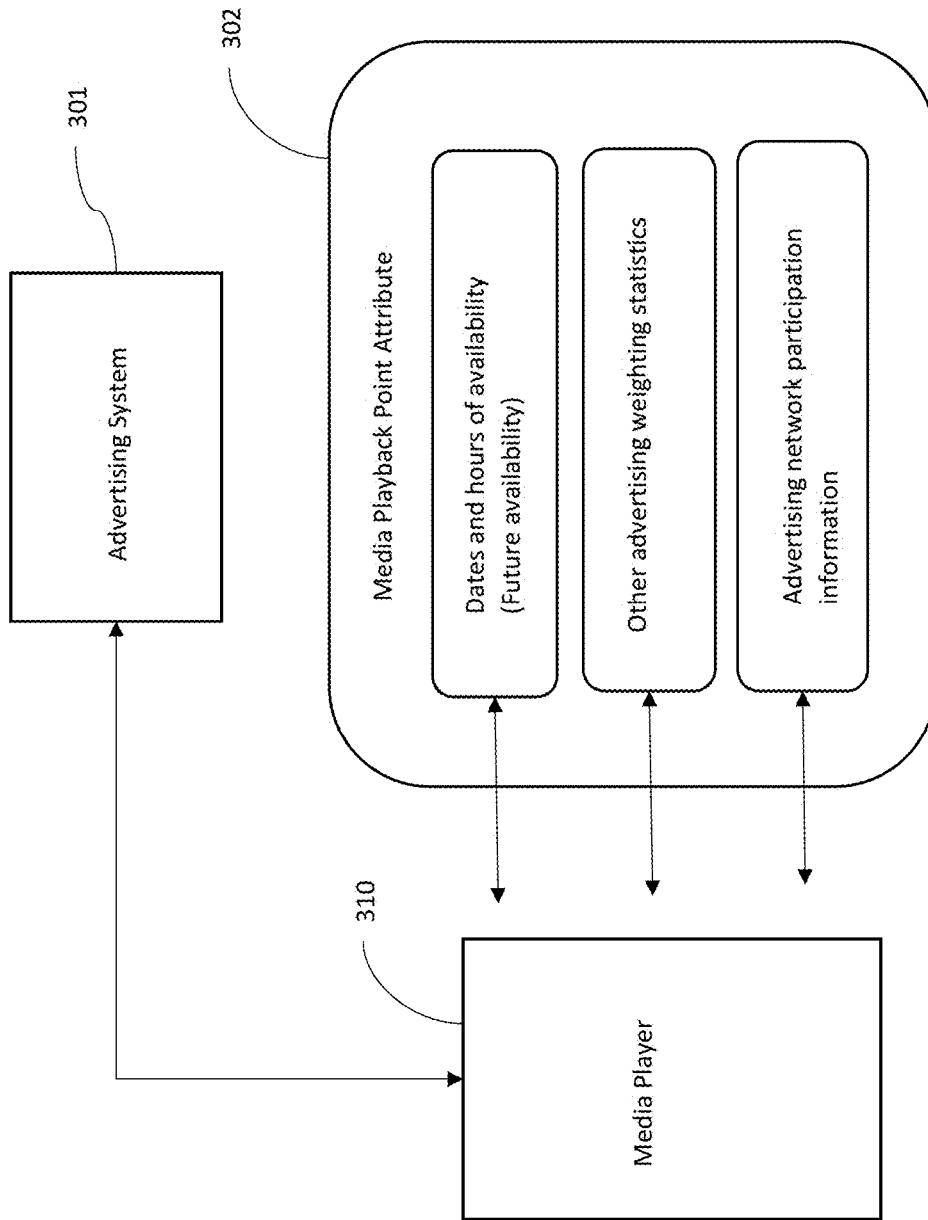 301
Advertising System
302
Media Playback Point Attribute
Dates and hours of availability
(Future availability)
Other advertising weighting statistics
Advertising network participation
information
310
Media Player